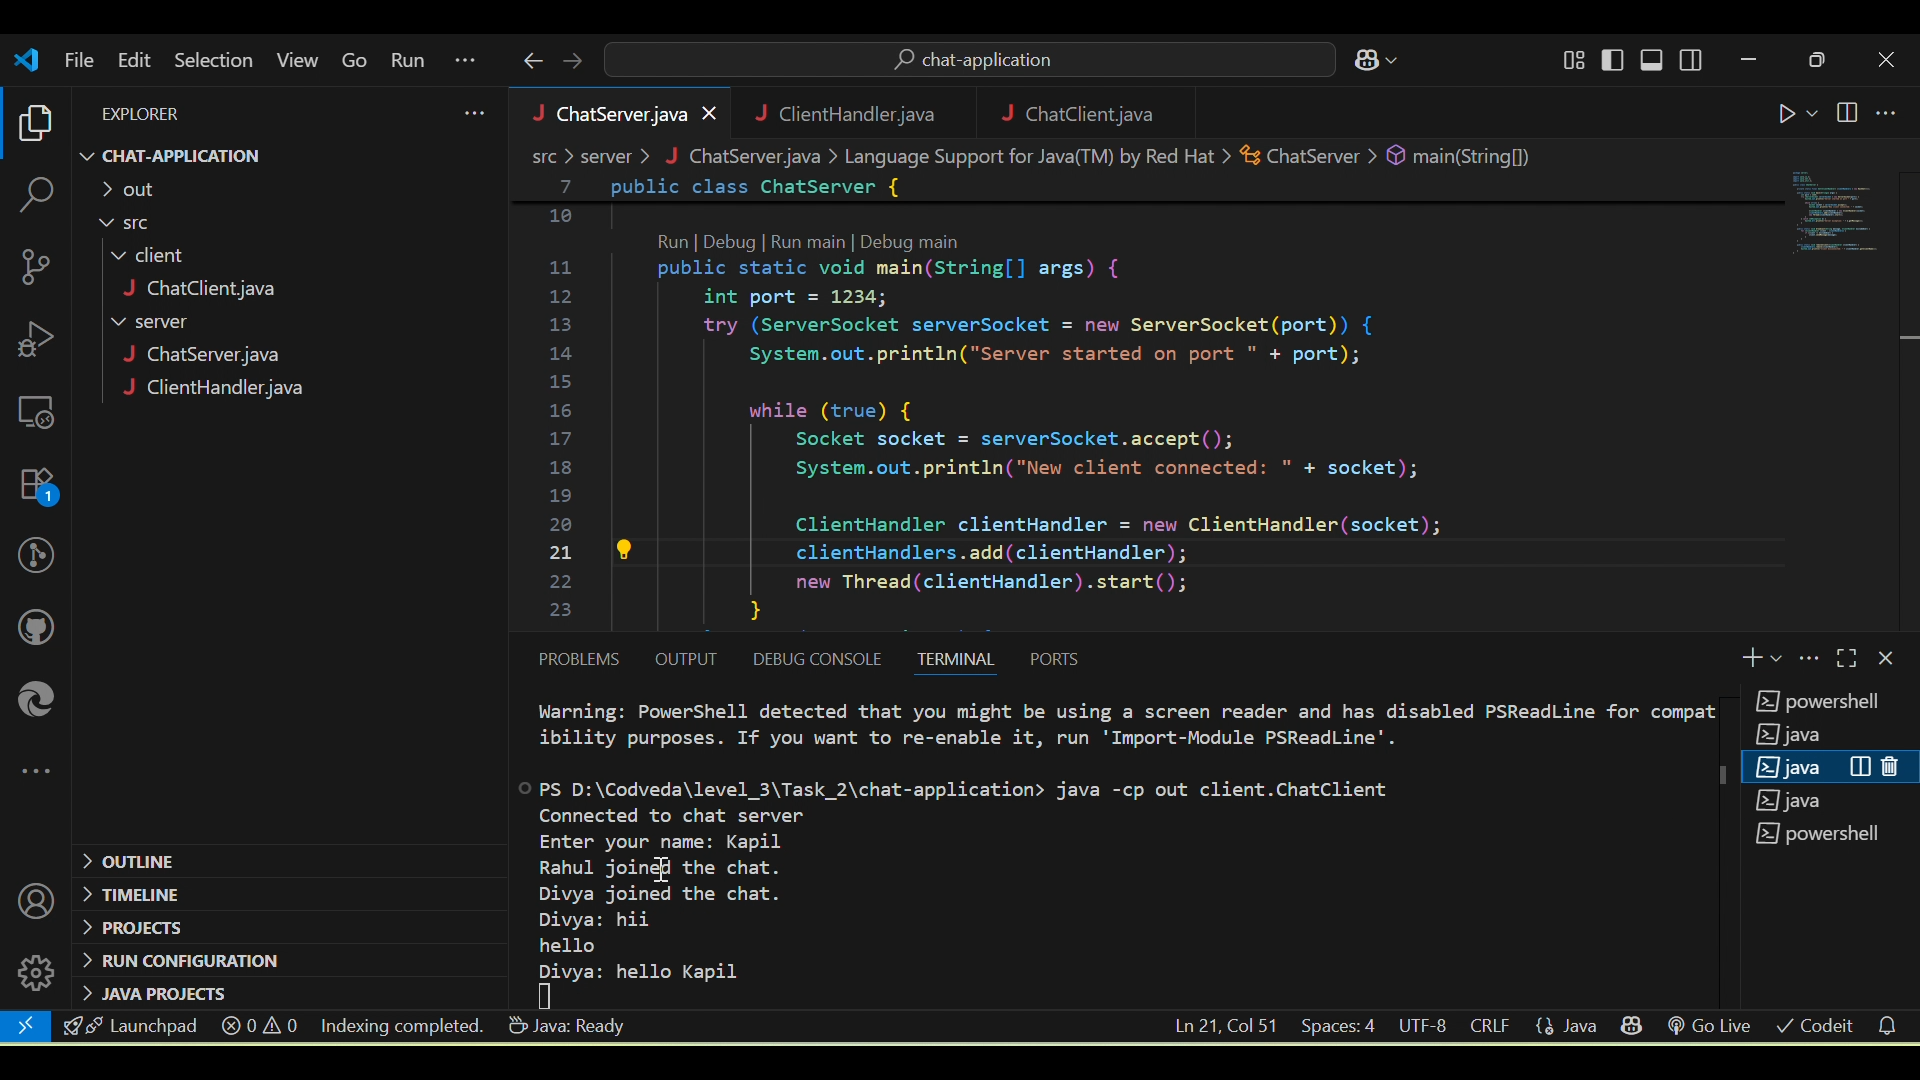 File Edit Selection View Go Run ···
chat-application
EXPLORER
CHAT-APPLICATION
out
src
client
J ChatClient.java
server
J ChatServer.java
J ClientHandler.java
OUTLINE
TIMELINE
PROJECTS
RUN CONFIGURATION
JAVA PROJECTS
1
J ChatServer.java J ClientHandler.java J ChatClient.java
src > server > J ChatServer.java > Language Support for Java(TM) by Red Hat > ChatServer > main(String[])
7 public class ChatServer {
10
Run | Debug | Run main | Debug main
11 public static void main(String[] args) {
12 int port = 1234;
13 try (ServerSocket serverSocket = new ServerSocket(port)) {
14 System.out.println("Server started on port " + port);
15
16 while (true) {
17 Socket socket = serverSocket.accept();
18 System.out.println("New client connected: " + socket);
19
20 ClientHandler clientHandler = new ClientHandler(socket);
21 clientHandlers.add(clientHandler);
22 new Thread(clientHandler).start();
23 }
PROBLEMS OUTPUT DEBUG CONSOLE TERMINAL PORTS
Warning: PowerShell detected that you might be using a screen reader and has disabled PSReadLine for compat
ibility purposes. If you want to re-enable it, run 'Import-Module PSReadLine'.
PS D:\Codveda\level_3\Task_2\chat-application> java -cp out client.ChatClient
Connected to chat server
Enter your name: Kapil
Rahul joined the chat.
Divya joined the chat.
Divya: hii
hello
Divya: hello Kapil
powershell
java
java
java
powershell
Launchpad 0 0 Indexing completed. Java: Ready Ln 21, Col 51 Spaces: 4 UTF-8 CRLF Java Go Live Codeit